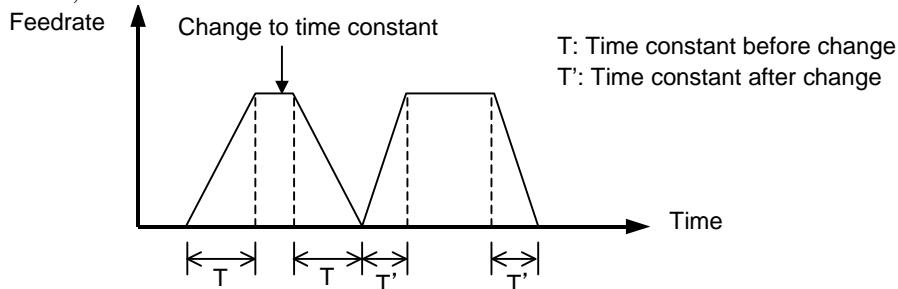 Feedrate
Change to time constant
T: Time constant before change
T’: Time constant after change
Time
T
T
T’
T’